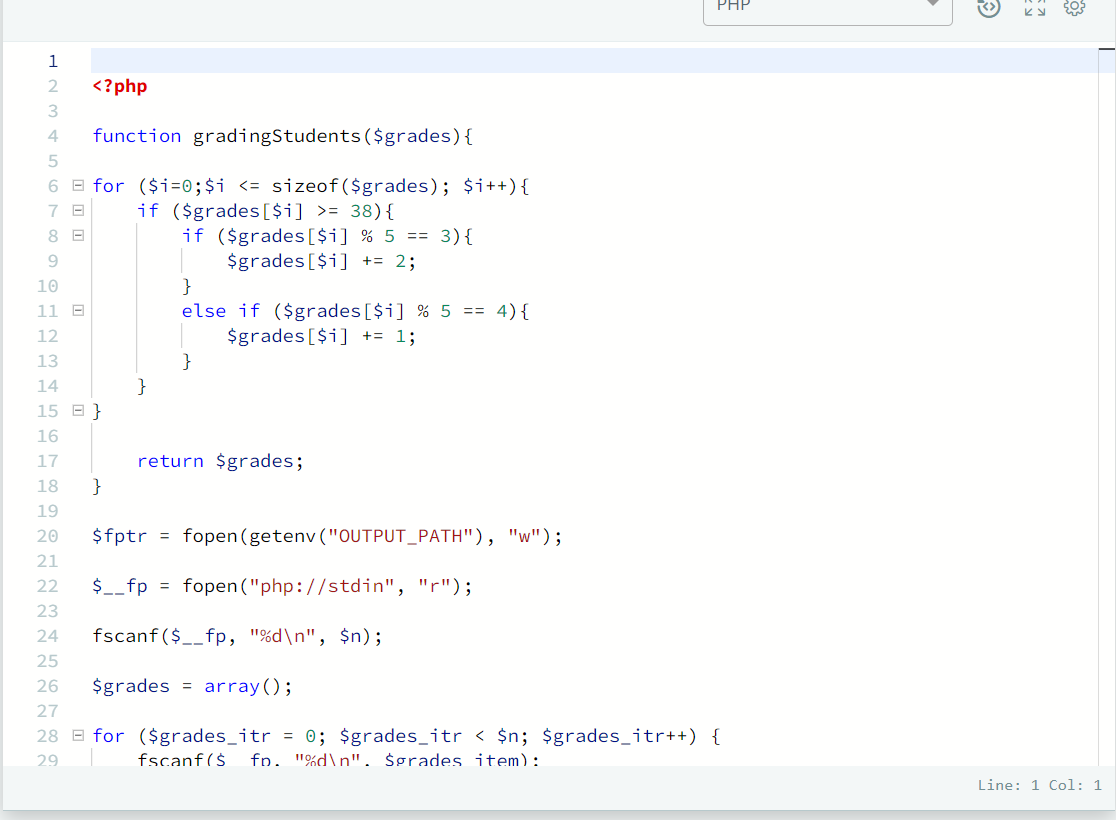 PHP
1
2 <?php
3
4 function gradingStudents($grades){
5
6 for ($i=0;$i <= sizeof($grades); $i++){
7 if ($grades[$i] >= 38){
8 if ($grades[$i] % 5 == 3){
9 $grades[$i] += 2;
10 }
11 else if ($grades[$i] % 5 == 4){
12 $grades[$i] += 1;
13 }
14 }
15 }
16
17 return $grades;
18 }
19
20 $fptr = fopen(getenv("OUTPUT_PATH"), "w");
21
22 $__fp = fopen("php://stdin", "r");
23
24 fscanf($__fp, "%d\n", $n);
25
26 $grades = array();
27
28 for ($grades_itr = 0; $grades_itr < $n; $grades_itr++) {
29 fscanf($__fp, "%d\n", $grades_item);
Line: 1 Col: 1